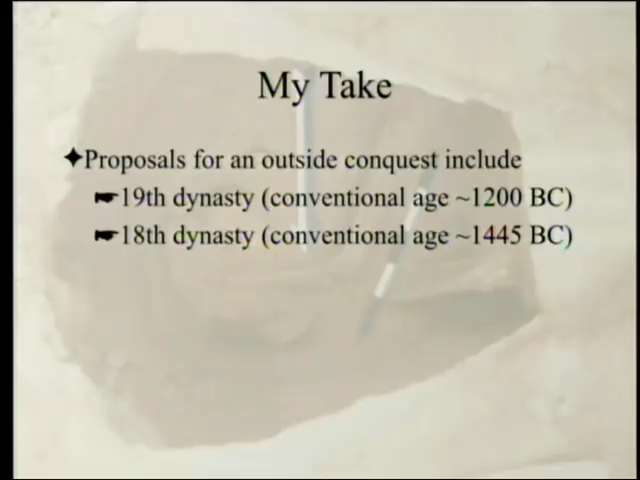 My Take
✦Proposals for an outside conquest include
☛19th dynasty (conventional age ~1200 BC)
☛18th dynasty (conventional age ~1445 BC)